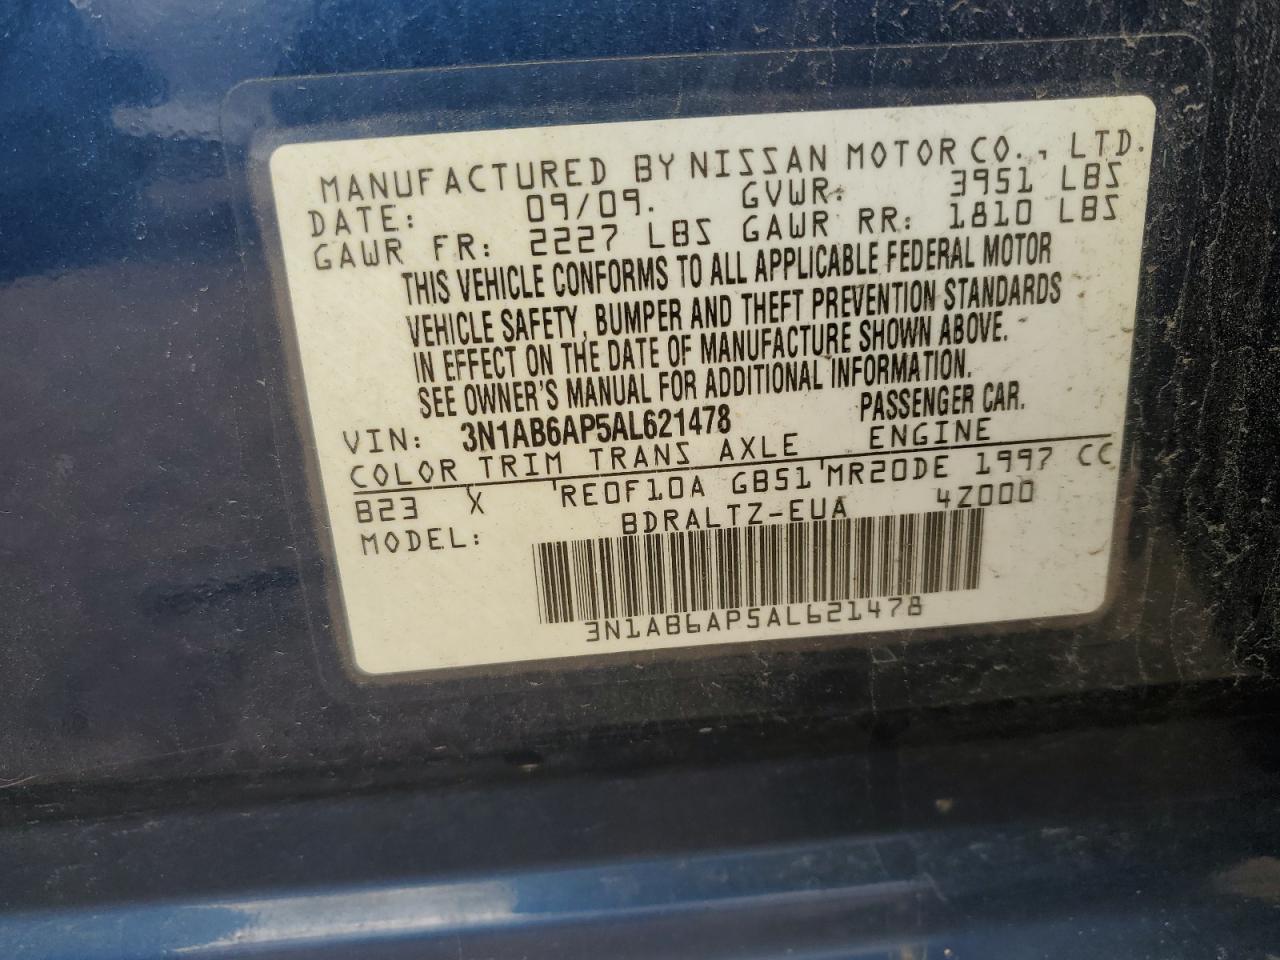 MANUFACTURED BY NISSAN MOTOR CO., LTD.
DATE: 09/09. GVWR: 3951 LBS
GAWR FR: 2227 LBS GAWR RR: 1810 LBS
THIS VEHICLE CONFORMS TO ALL APPLICABLE FEDERAL MOTOR
VEHICLE SAFETY, BUMPER AND THEFT PREVENTION STANDARDS
IN EFFECT ON THE DATE OF MANUFACTURE SHOWN ABOVE.
SEE OWNER'S MANUAL FOR ADDITIONAL INFORMATION.
VIN: 3N1AB6AP5AL621478 PASSENGER CAR.
COLOR TRIM TRANS AXLE ENGINE
B23 X RE0F10A GB51 MR20DE 1997 CC
MODEL: BDRALTZ-EUA 4Z000
3N1AB6AP5AL621478